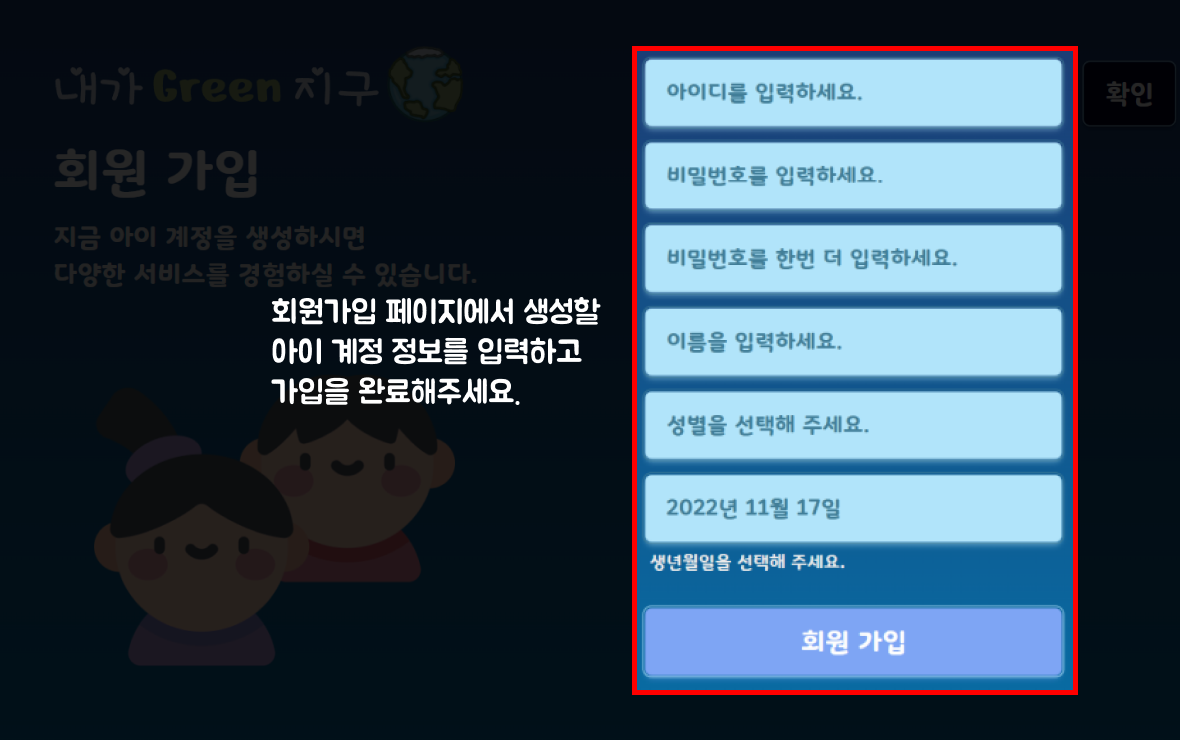 내가 Green 지구
회원 가입
지금 아이 계정을 생성하시면
다양한 서비스를 경험하실 수 있습니다.
회원가입 페이지에서 생성할
아이 계정 정보를 입력하고
가입을 완료해주세요.
아이디를 입력하세요.
확인
비밀번호를 입력하세요.
비밀번호를 한번 더 입력하세요.
이름을 입력하세요.
성별을 선택해 주세요.
2022년 11월 17일
생년월일을 선택해 주세요.
회원 가입